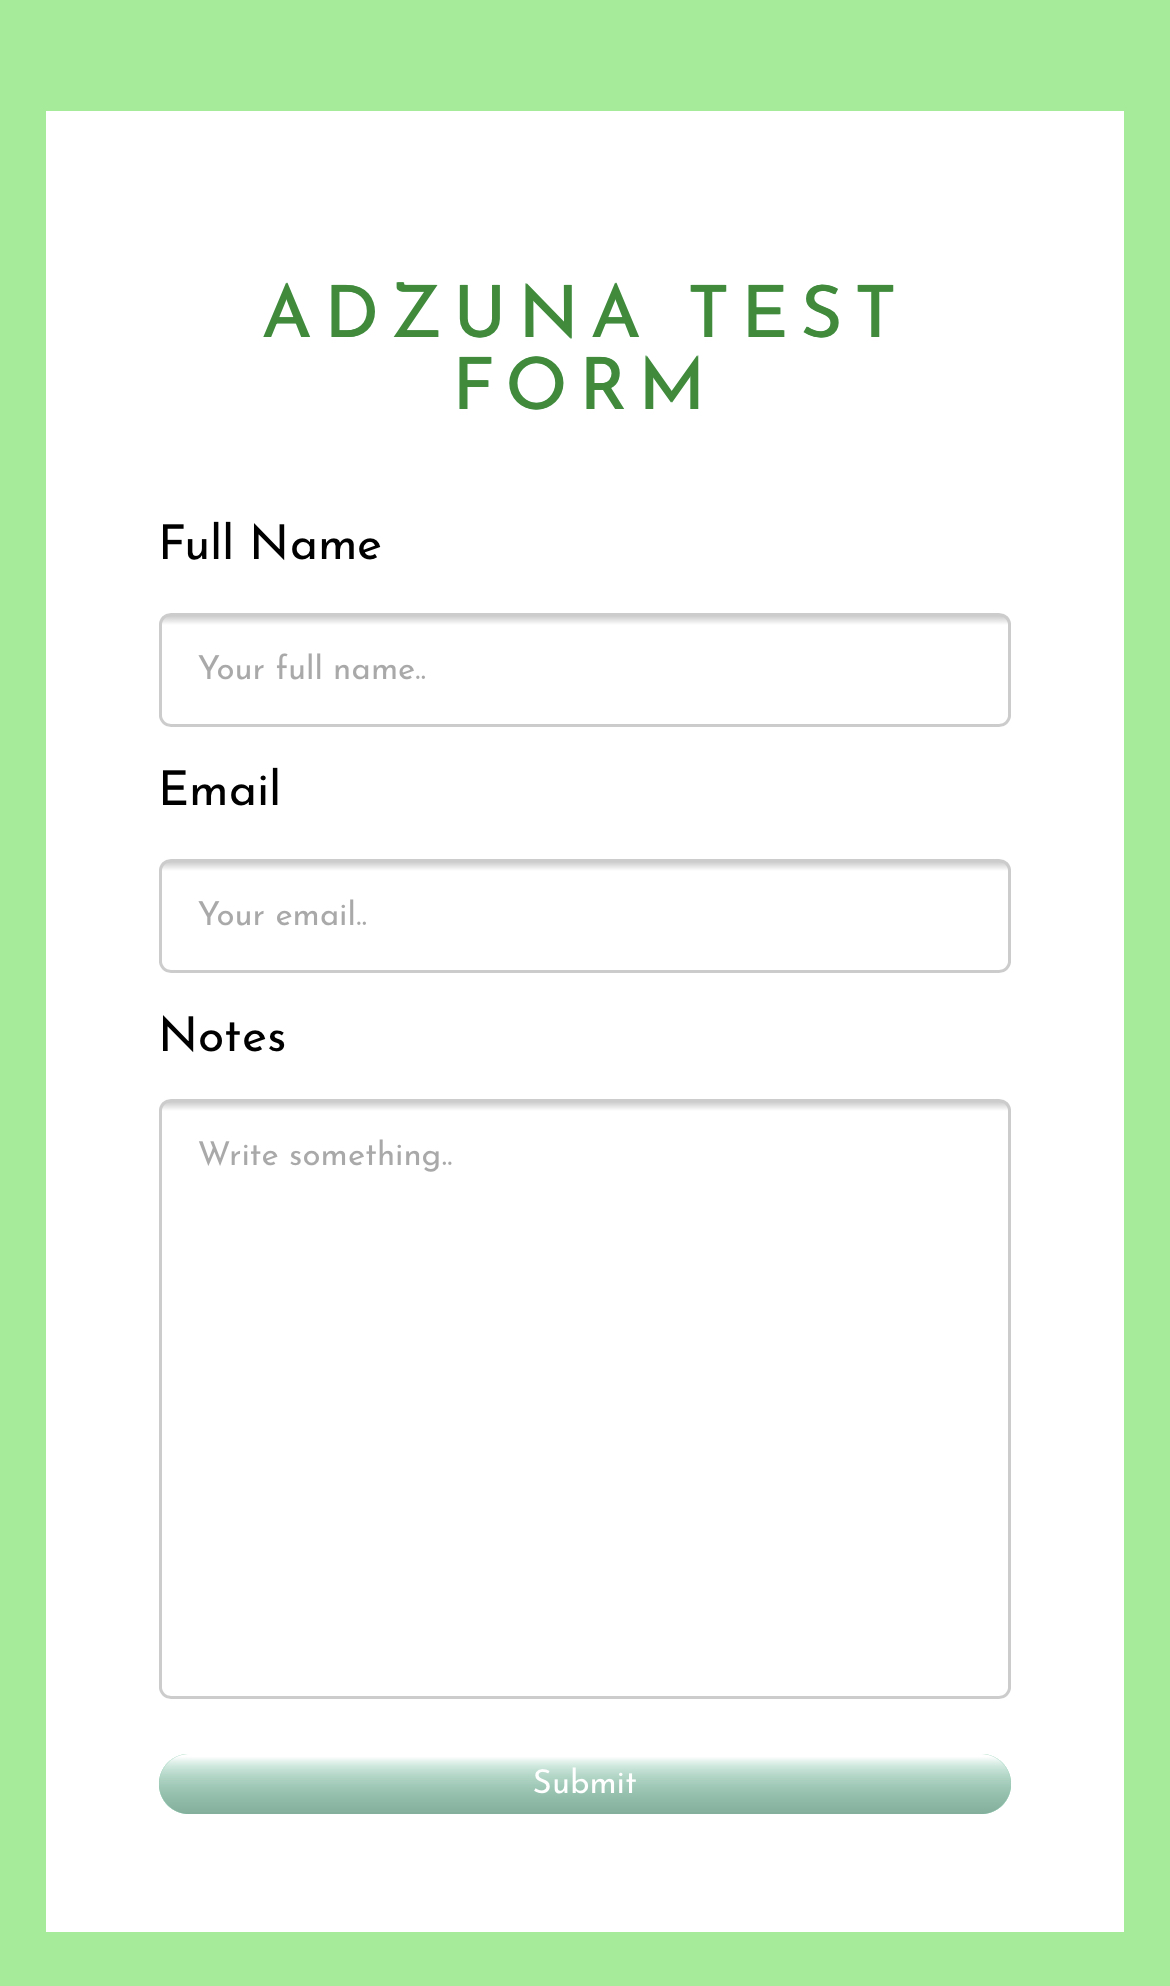 ADZUNA TEST
FORM
Full Name
Your full name..
Email
Your email..
Notes
Write something..
Submit